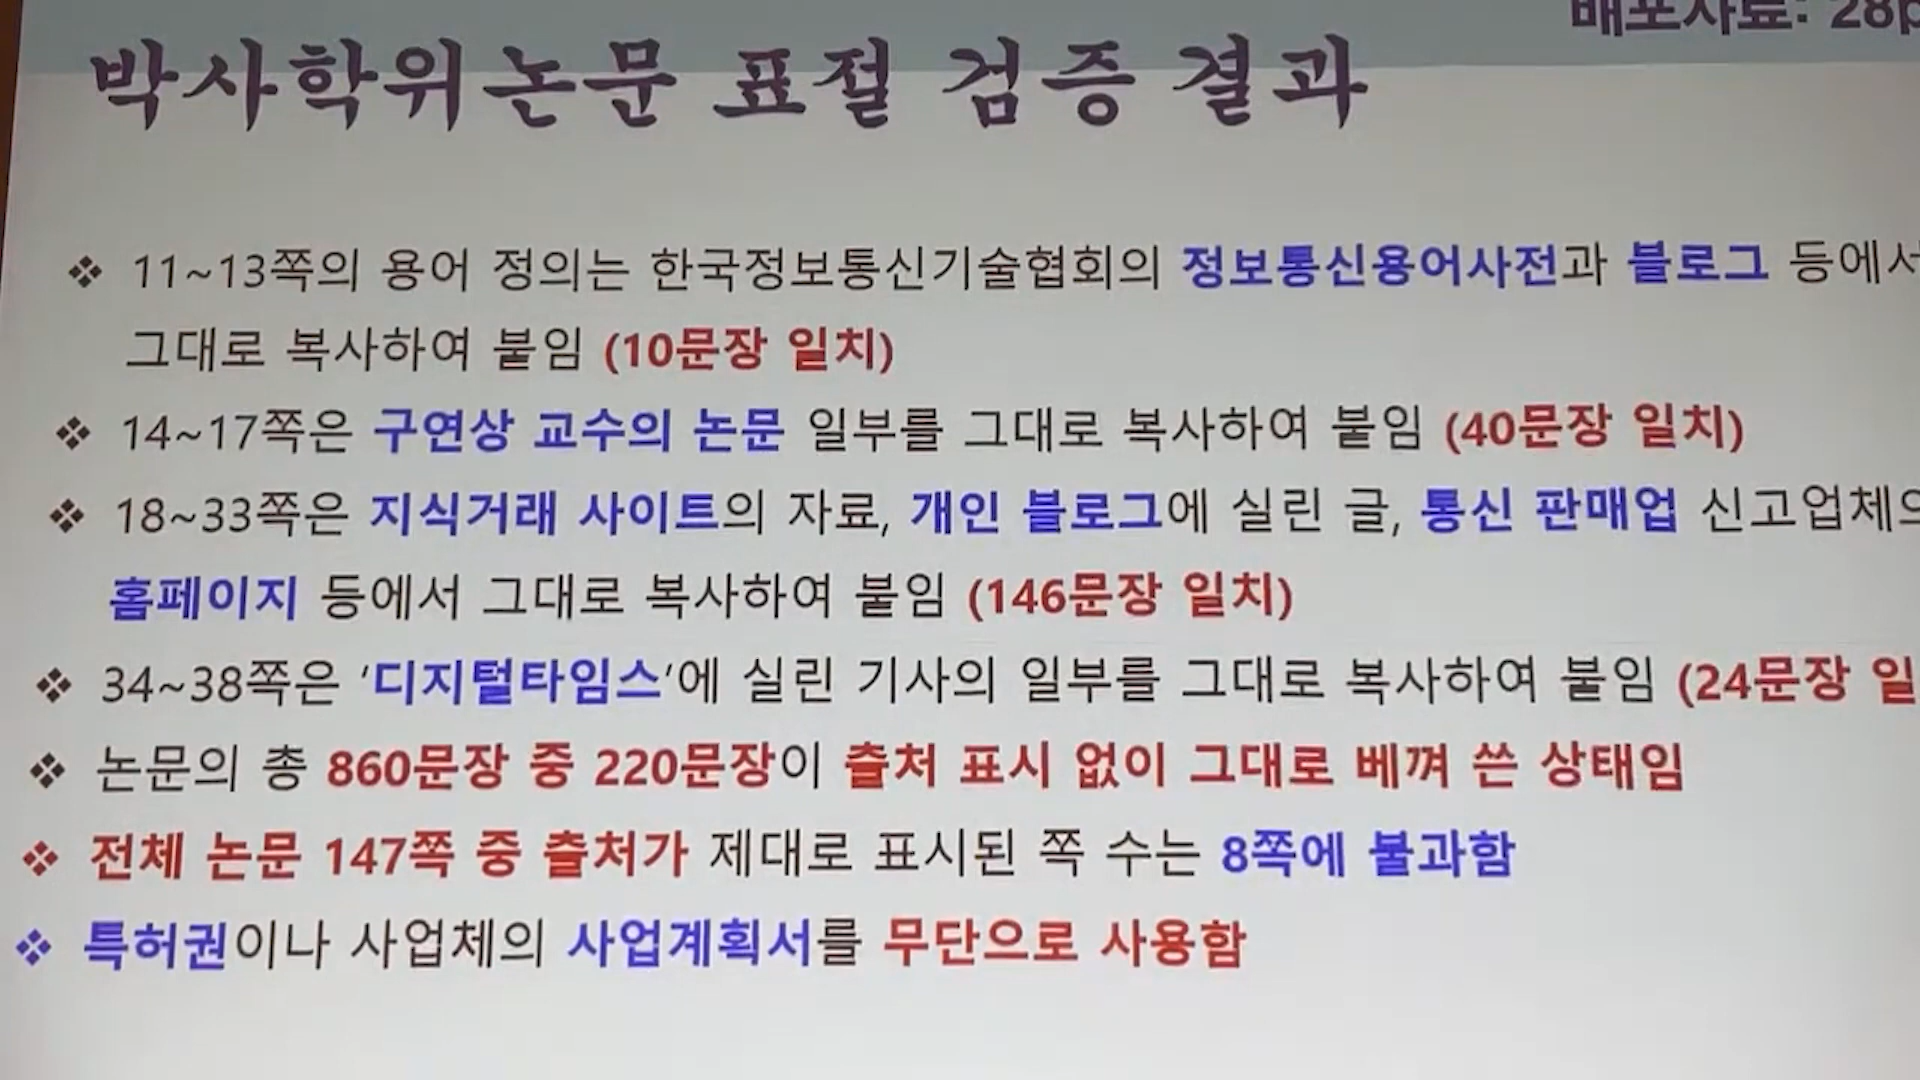 배포자료: 28p
박사학위논문 표절 검증 결과
❖ 11~13쪽의 용어 정의는 한국정보통신기술협회의 정보통신용어사전과 블로그 등에서
그대로 복사하여 붙임 (10문장 일치)
❖ 14~17쪽은 구연상 교수의 논문 일부를 그대로 복사하여 붙임 (40문장 일치)
❖ 18~33쪽은 지식거래 사이트의 자료, 개인 블로그에 실린 글, 통신 판매업 신고업체의
홈페이지 등에서 그대로 복사하여 붙임 (146문장 일치)
❖ 34~38쪽은 ‘디지털타임스‘에 실린 기사의 일부를 그대로 복사하여 붙임 (24문장 일
❖ 논문의 총 860문장 중 220문장이 출처 표시 없이 그대로 베껴 쓴 상태임
❖ 전체 논문 147쪽 중 출처가 제대로 표시된 쪽 수는 8쪽에 불과함
❖ 특허권이나 사업체의 사업계획서를 무단으로 사용함